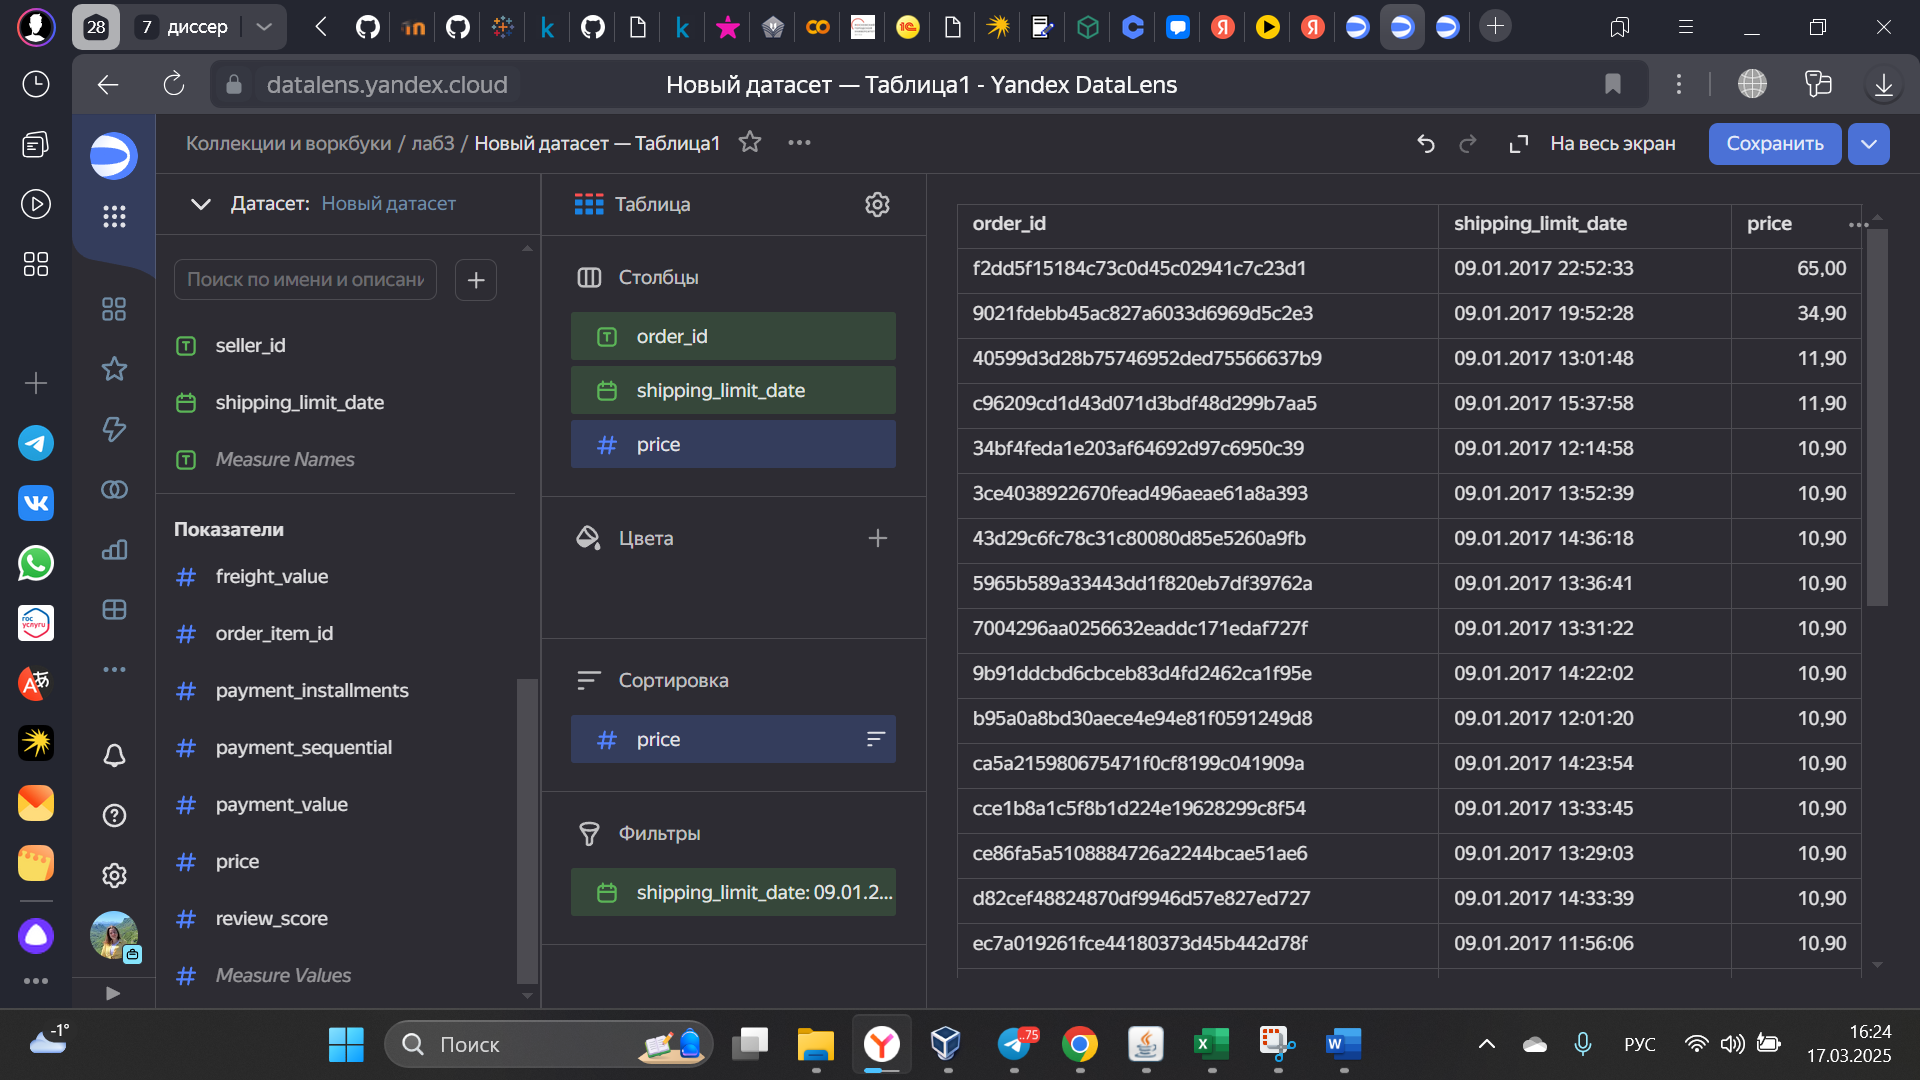 28
7 диссер
datalens.yandex.cloud
Новый датасет — Таблица1 - Yandex DataLens
Коллекции и воркбуки / лаб3 / Новый датасет — Таблица1
На весь экран
Сохранить
Датасет: Новый датасет
Поиск по имени и описани
seller_id
shipping_limit_date
Measure Names
Показатели
freight_value
order_item_id
payment_installments
payment_sequential
payment_value
price
review_score
Measure Values
Таблица
Столбцы
order_id
shipping_limit_date
price
Цвета
Сортировка
price
Фильтры
shipping_limit_date: 09.01.2...
order_id shipping_limit_date price
f2dd5f15184c73c0d45c02941c7c23d1 09.01.2017 22:52:33 65,00
9021fdebb45ac827a6033d6969d5c2e3 09.01.2017 19:52:28 34,90
40599d3d28b75746952ded75566637b9 09.01.2017 13:01:48 11,90
c96209cd1d43d071d3bdf48d299b7aa5 09.01.2017 15:37:58 11,90
34bf4feda1e203af64692d97c6950c39 09.01.2017 12:14:58 10,90
3ce4038922670fead496aeae61a8a393 09.01.2017 13:52:39 10,90
43d29c6fc78c31c80080d85e5260a9fb 09.01.2017 14:36:18 10,90
5965b589a33443dd1f820eb7df39762a 09.01.2017 13:36:41 10,90
7004296aa0256632eaddc171edaf727f 09.01.2017 13:31:22 10,90
9b91ddcbd6cbceb83d4fd2462ca1f95e 09.01.2017 14:22:02 10,90
b95a0a8bd30aece4e94e81f0591249d8 09.01.2017 12:01:20 10,90
ca5a215980675471f0cf8199c041909a 09.01.2017 14:23:54 10,90
cce1b8a1c5f8b1d224e19628299c8f54 09.01.2017 13:33:45 10,90
ce86fa5a5108884726a2244bcae51ae6 09.01.2017 13:29:03 10,90
d82cef48824870df9946d57e827ed727 09.01.2017 14:33:39 10,90
ec7a019261fce44180373d45b442d78f 09.01.2017 11:56:06 10,90
госуслуги
-1°
Поиск
..75
РУС
16:24
17.03.2025